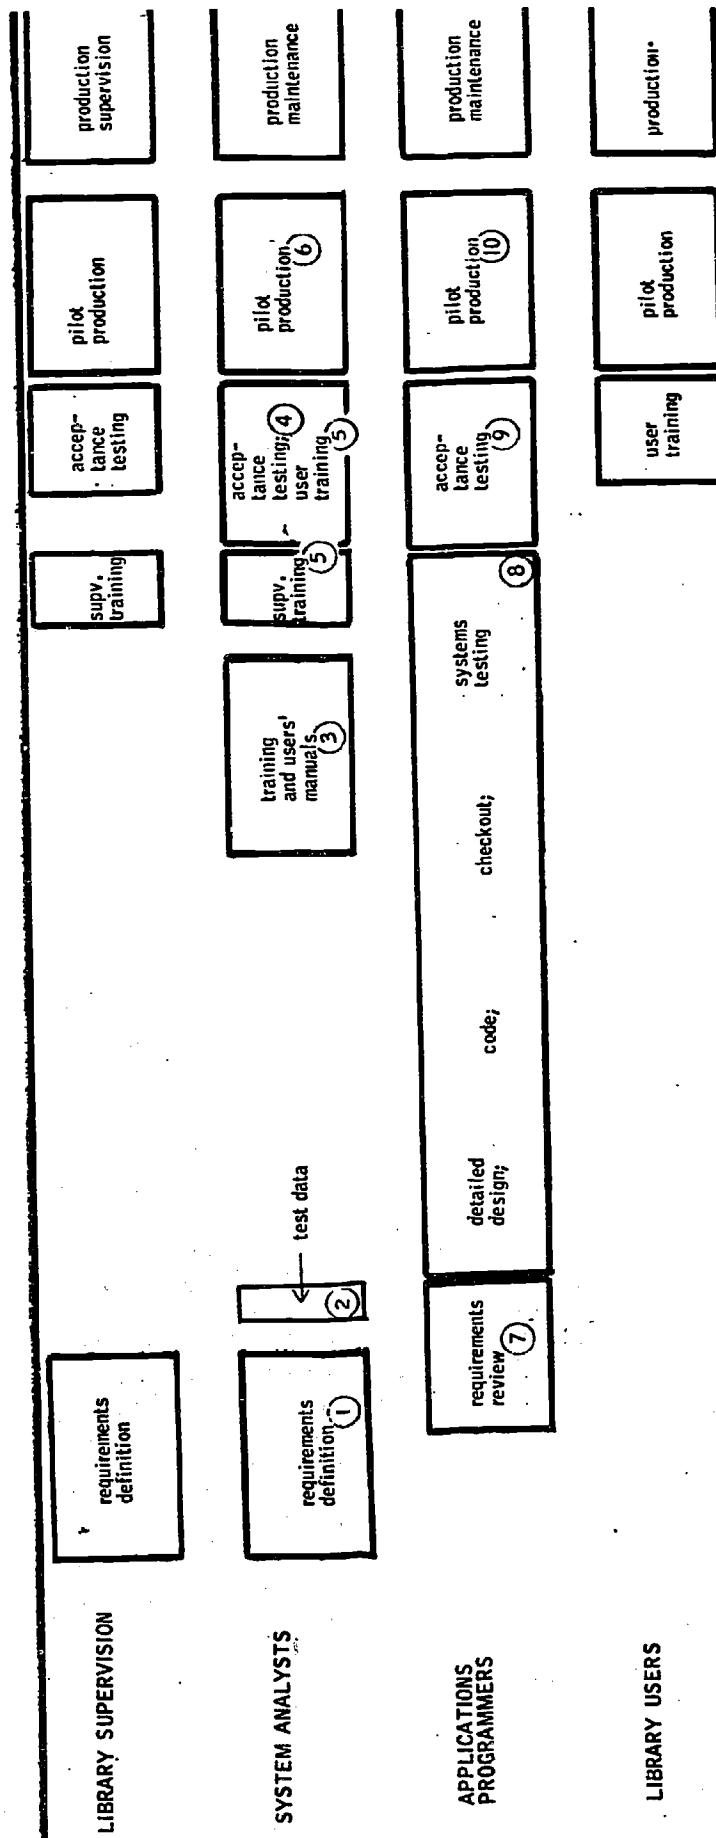 LIBRARY SUPERVISION
requirements
definition
supv.
training
accep-
tance
testing
pilot
production
production
supervision
SYSTEM ANALYSTS
requirements
definition
1
2
test data
training
and users'
manuals
3
supv.
training
5
accep-
tance
testing;
4
user
training
5
pilot
production
6
production
maintenance
APPLICATIONS
PROGRAMMERS
requirements
review
7
detailed
design;
code;
checkout;
systems
testing
8
accep-
tance
testing
9
pilot
production
10
production
maintenance
LIBRARY USERS
user
training
pilot
production
production